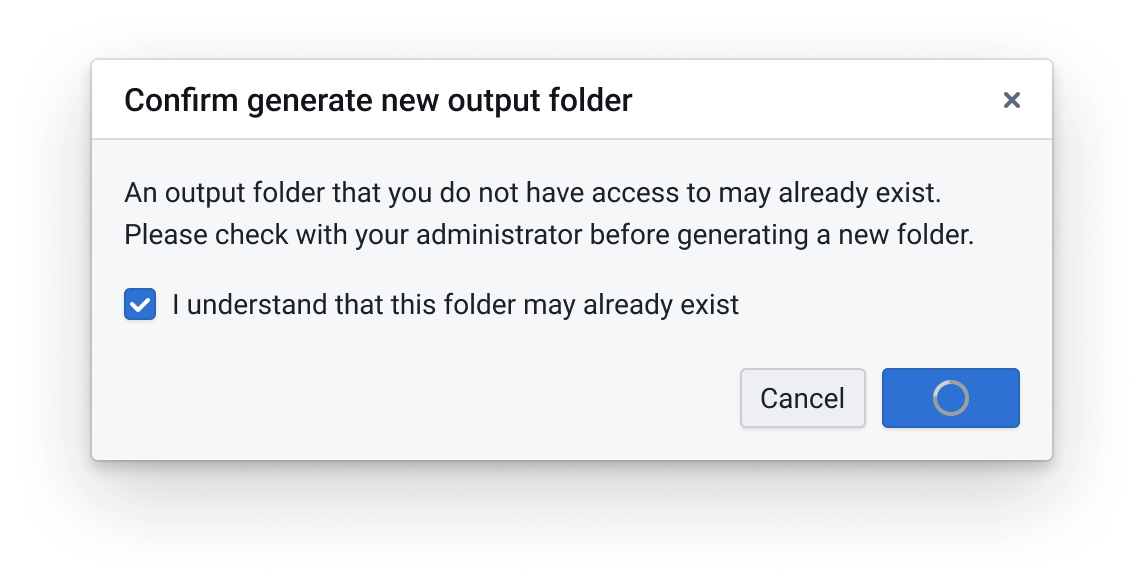 Confirm generate new output folder
An output folder that you do not have access to may already exist.
Please check with your administrator before generating a new folder.
I understand that this folder may already exist
Cancel